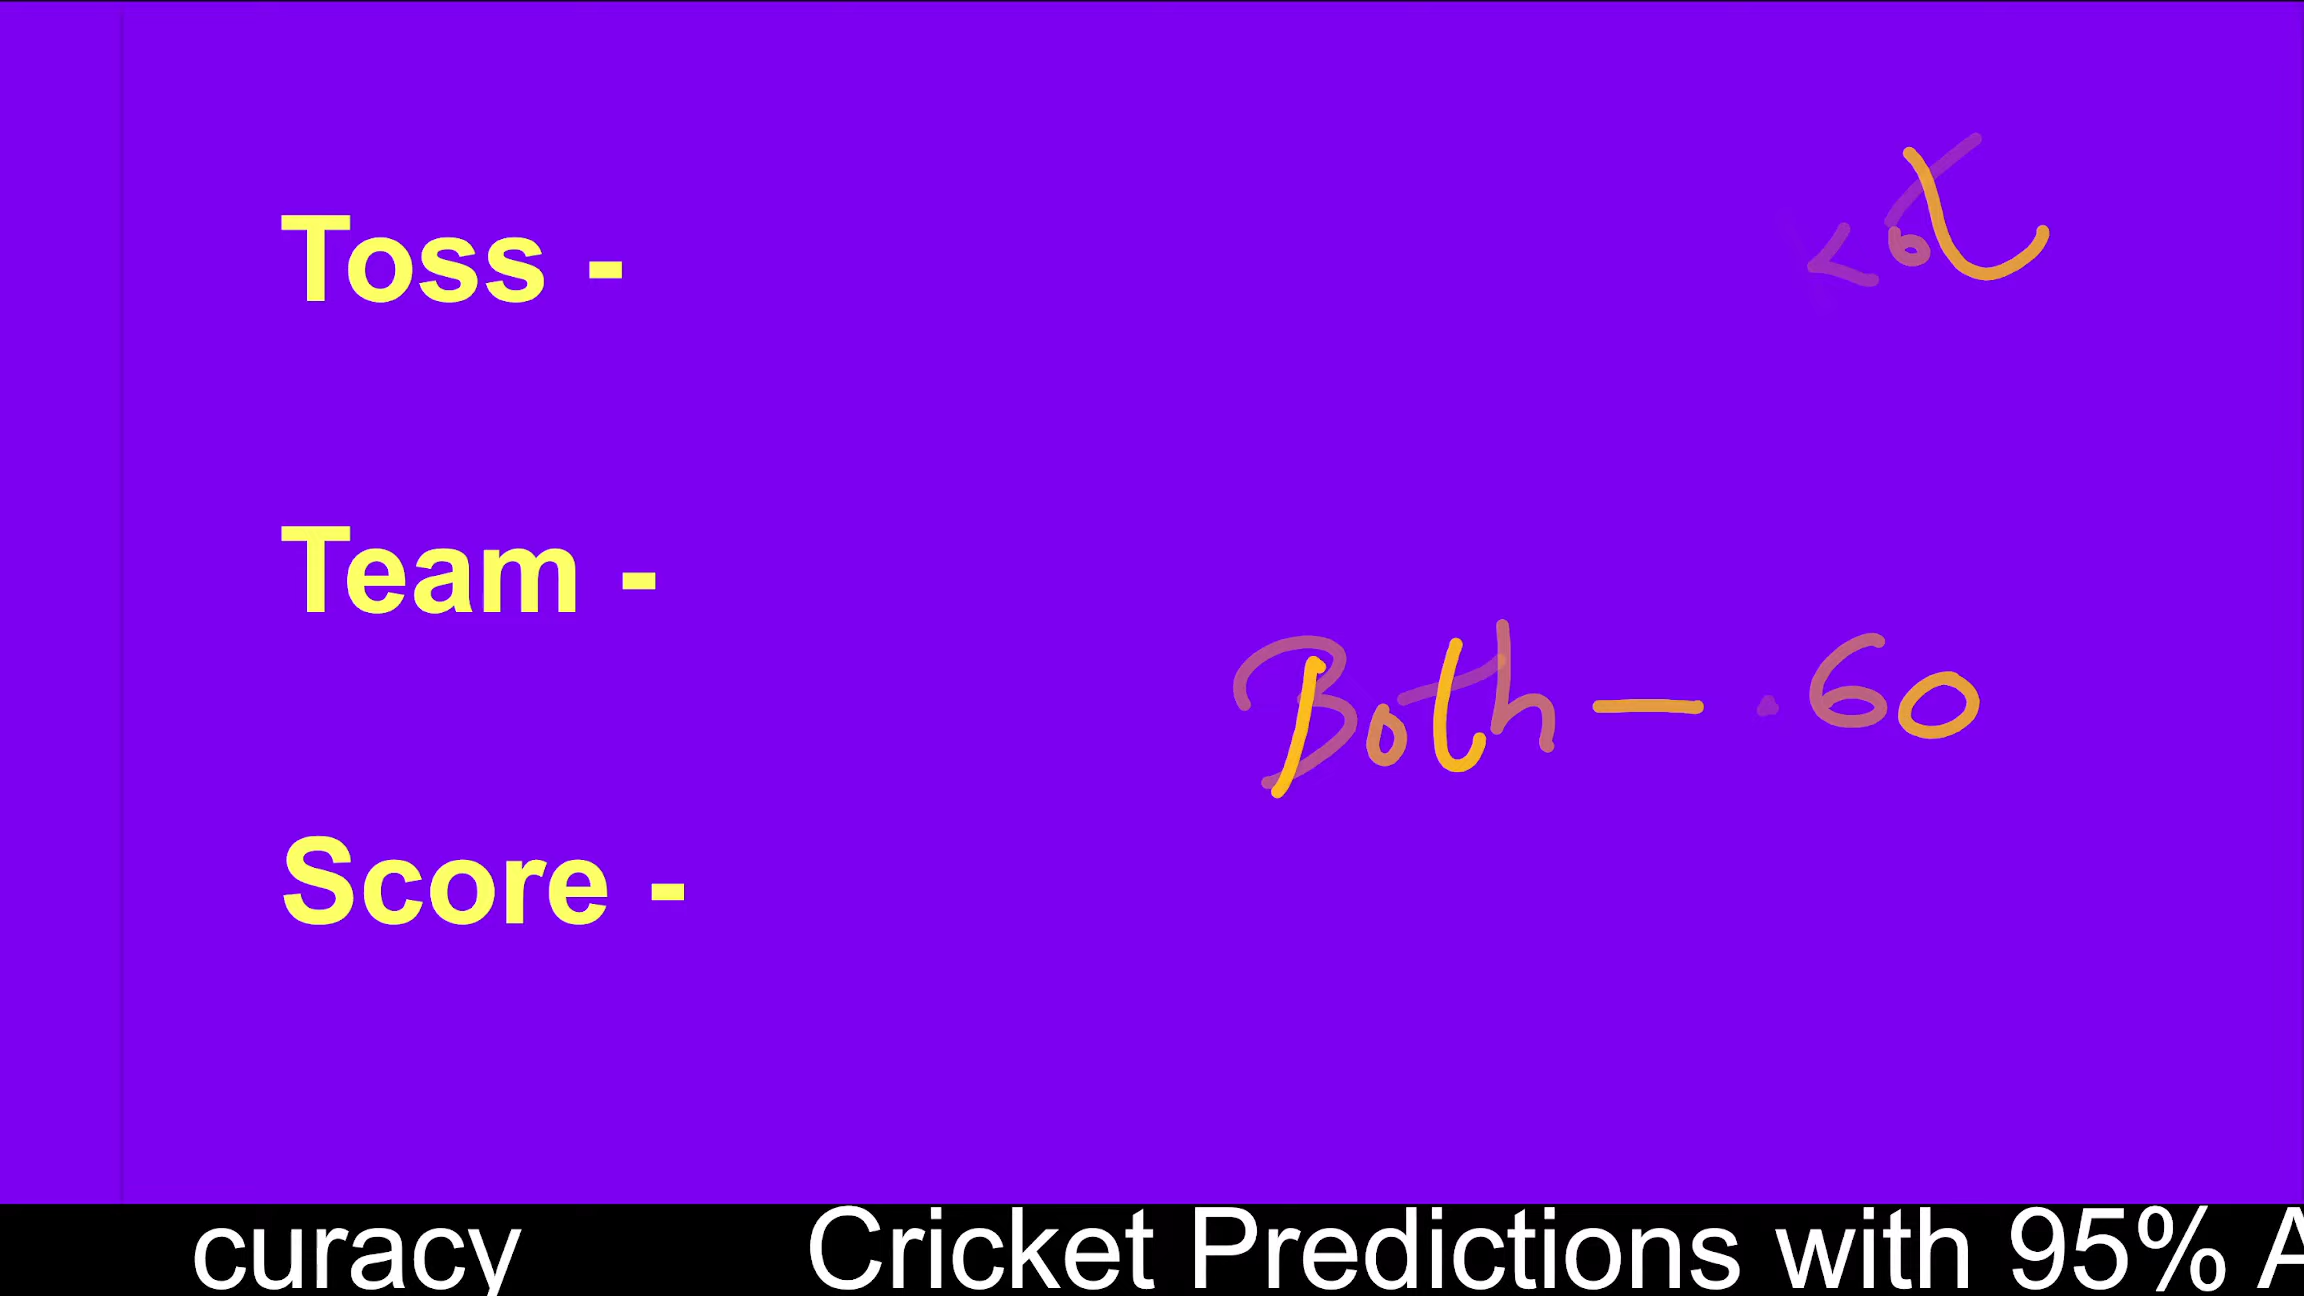 Toss -
Team -
Both - 60
Score -
curacy Cricket Predictions with 95% A